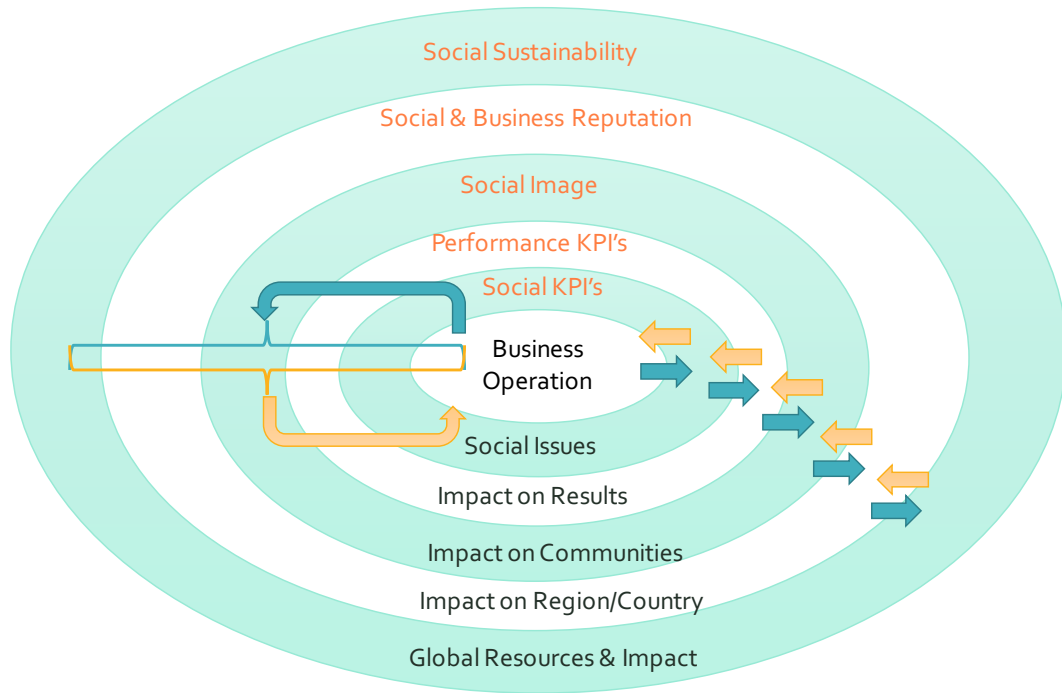 Social Sustainability
Social & Business Reputation
Social Image
Performance KPI's
Social KPI's
Business
Operation
Social Issues
Impact on Results
Impact on Communities
Impact on Region/Country
Global Resources & Impact